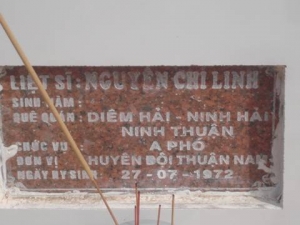 LIỆT SĨ : NGUYỄN CHÍ LINH
SINH NĂM :
QUÊ QUÁN : DIÊM HẢI - NINH HẢI
NINH THUẬN
CHỨC VỤ : A PHÓ
ĐƠN VỊ : HUYỆN ĐỘI THUẬN NAM
NGÀY HY SINH 27-07-1972